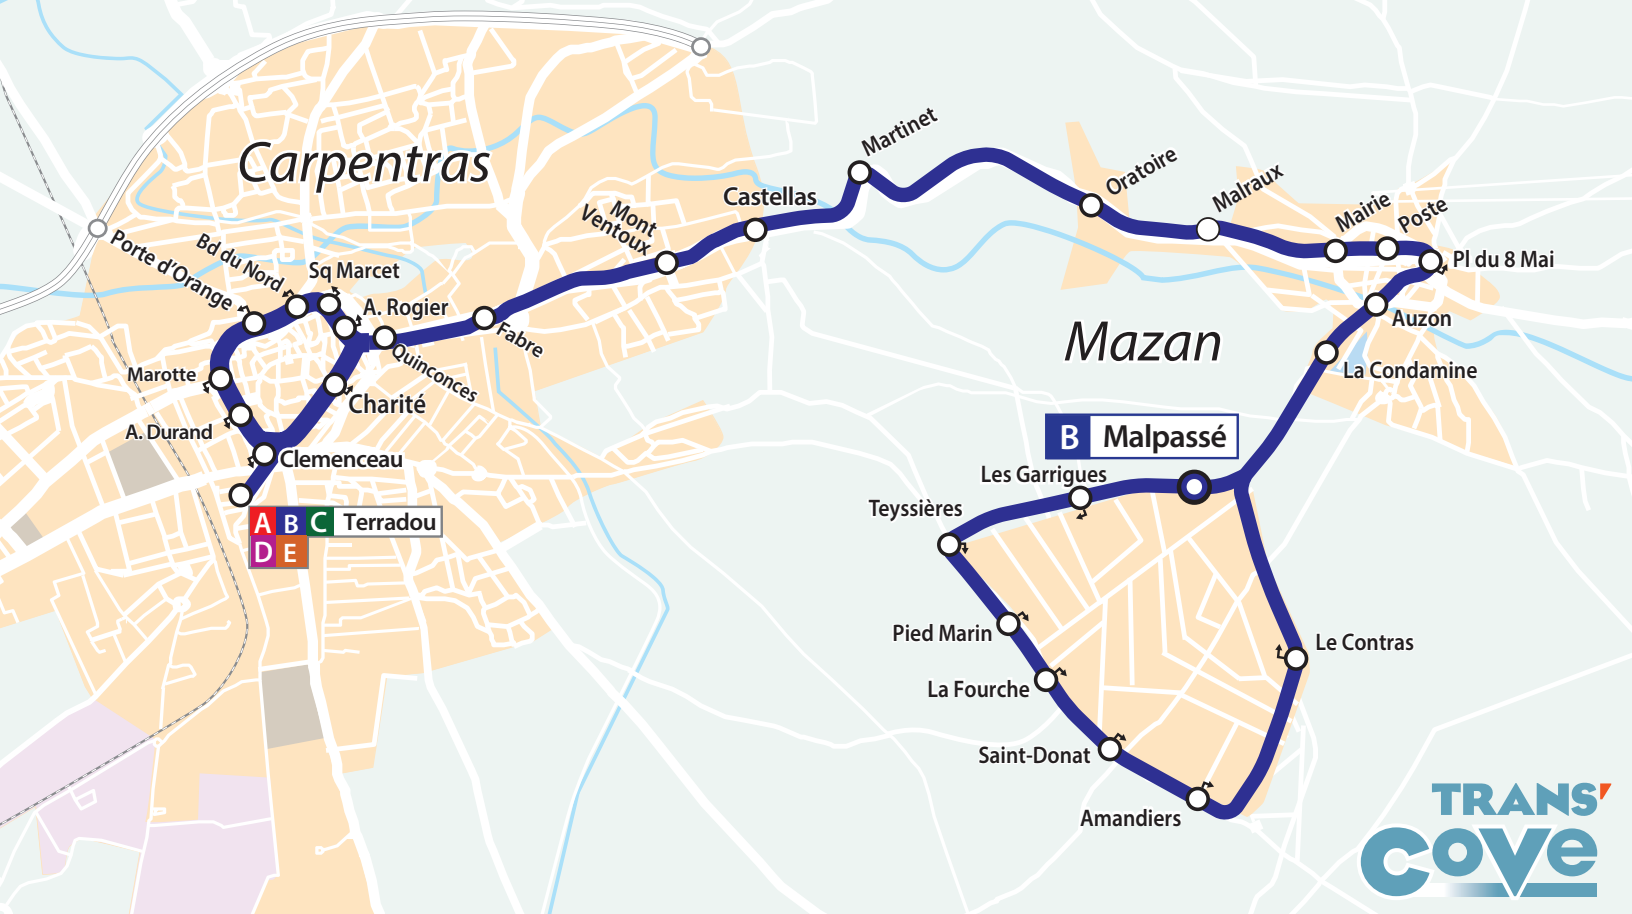 Carpentras
Martinet
Castellas
Mont
Ventoux
Oratoire
Malraux
Mairie
Poste
Pl du 8 Mai
Porte d'Orange
Bd du Nord
Sq Marcet
A. Rogier
Quinconces
Fabre
Auzon
Mazan
La Condamine
Marotte
Charité
A. Durand
Clemenceau
B Malpassé
Les Garrigues
Teyssières
A B C Terradou
D E
Pied Marin
Le Contras
La Fourche
Saint-Donat
Amandiers
TRANS'
COVe